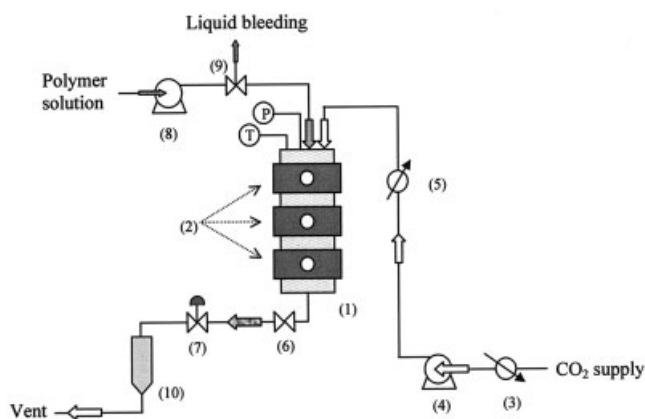 Liquid bleeding
(9)
Polymer
solution
(8)
P
T
(5)
(2)
(1)
(7)
(6)
(10)
(4)
(3)
CO₂ supply
Vent